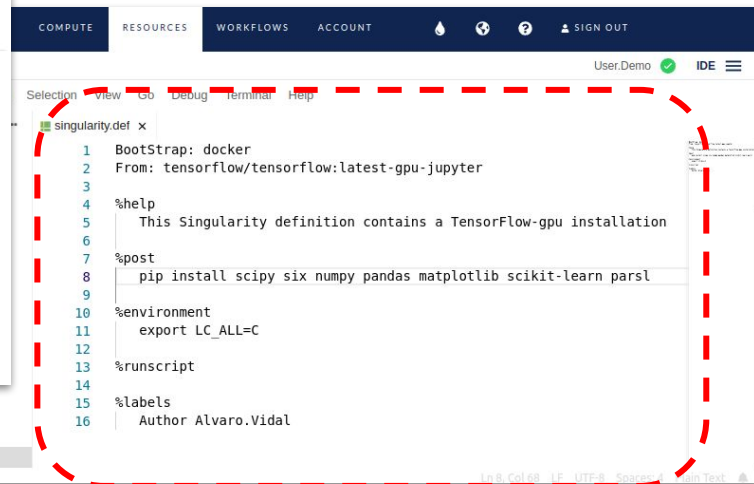 COMPUTE RESOURCES WORKFLOWS ACCOUNT SIGN OUT
User.Demo IDE
Selection View Go Debug Terminal Help
singularity.def ×
1 BootStrap: docker
2 From: tensorflow/tensorflow:latest-gpu-jupyter
3
4 %help
5 This Singularity definition contains a TensorFlow-gpu installation
6
7 %post
8 pip install scipy six numpy pandas matplotlib scikit-learn parsl
9
10 %environment
11 export LC_ALL=C
12
13 %runscript
14
15 %labels
16 Author Alvaro.Vidal
Ln 8, Col 68 LF UTF-8 Spaces: 4 Plain Text